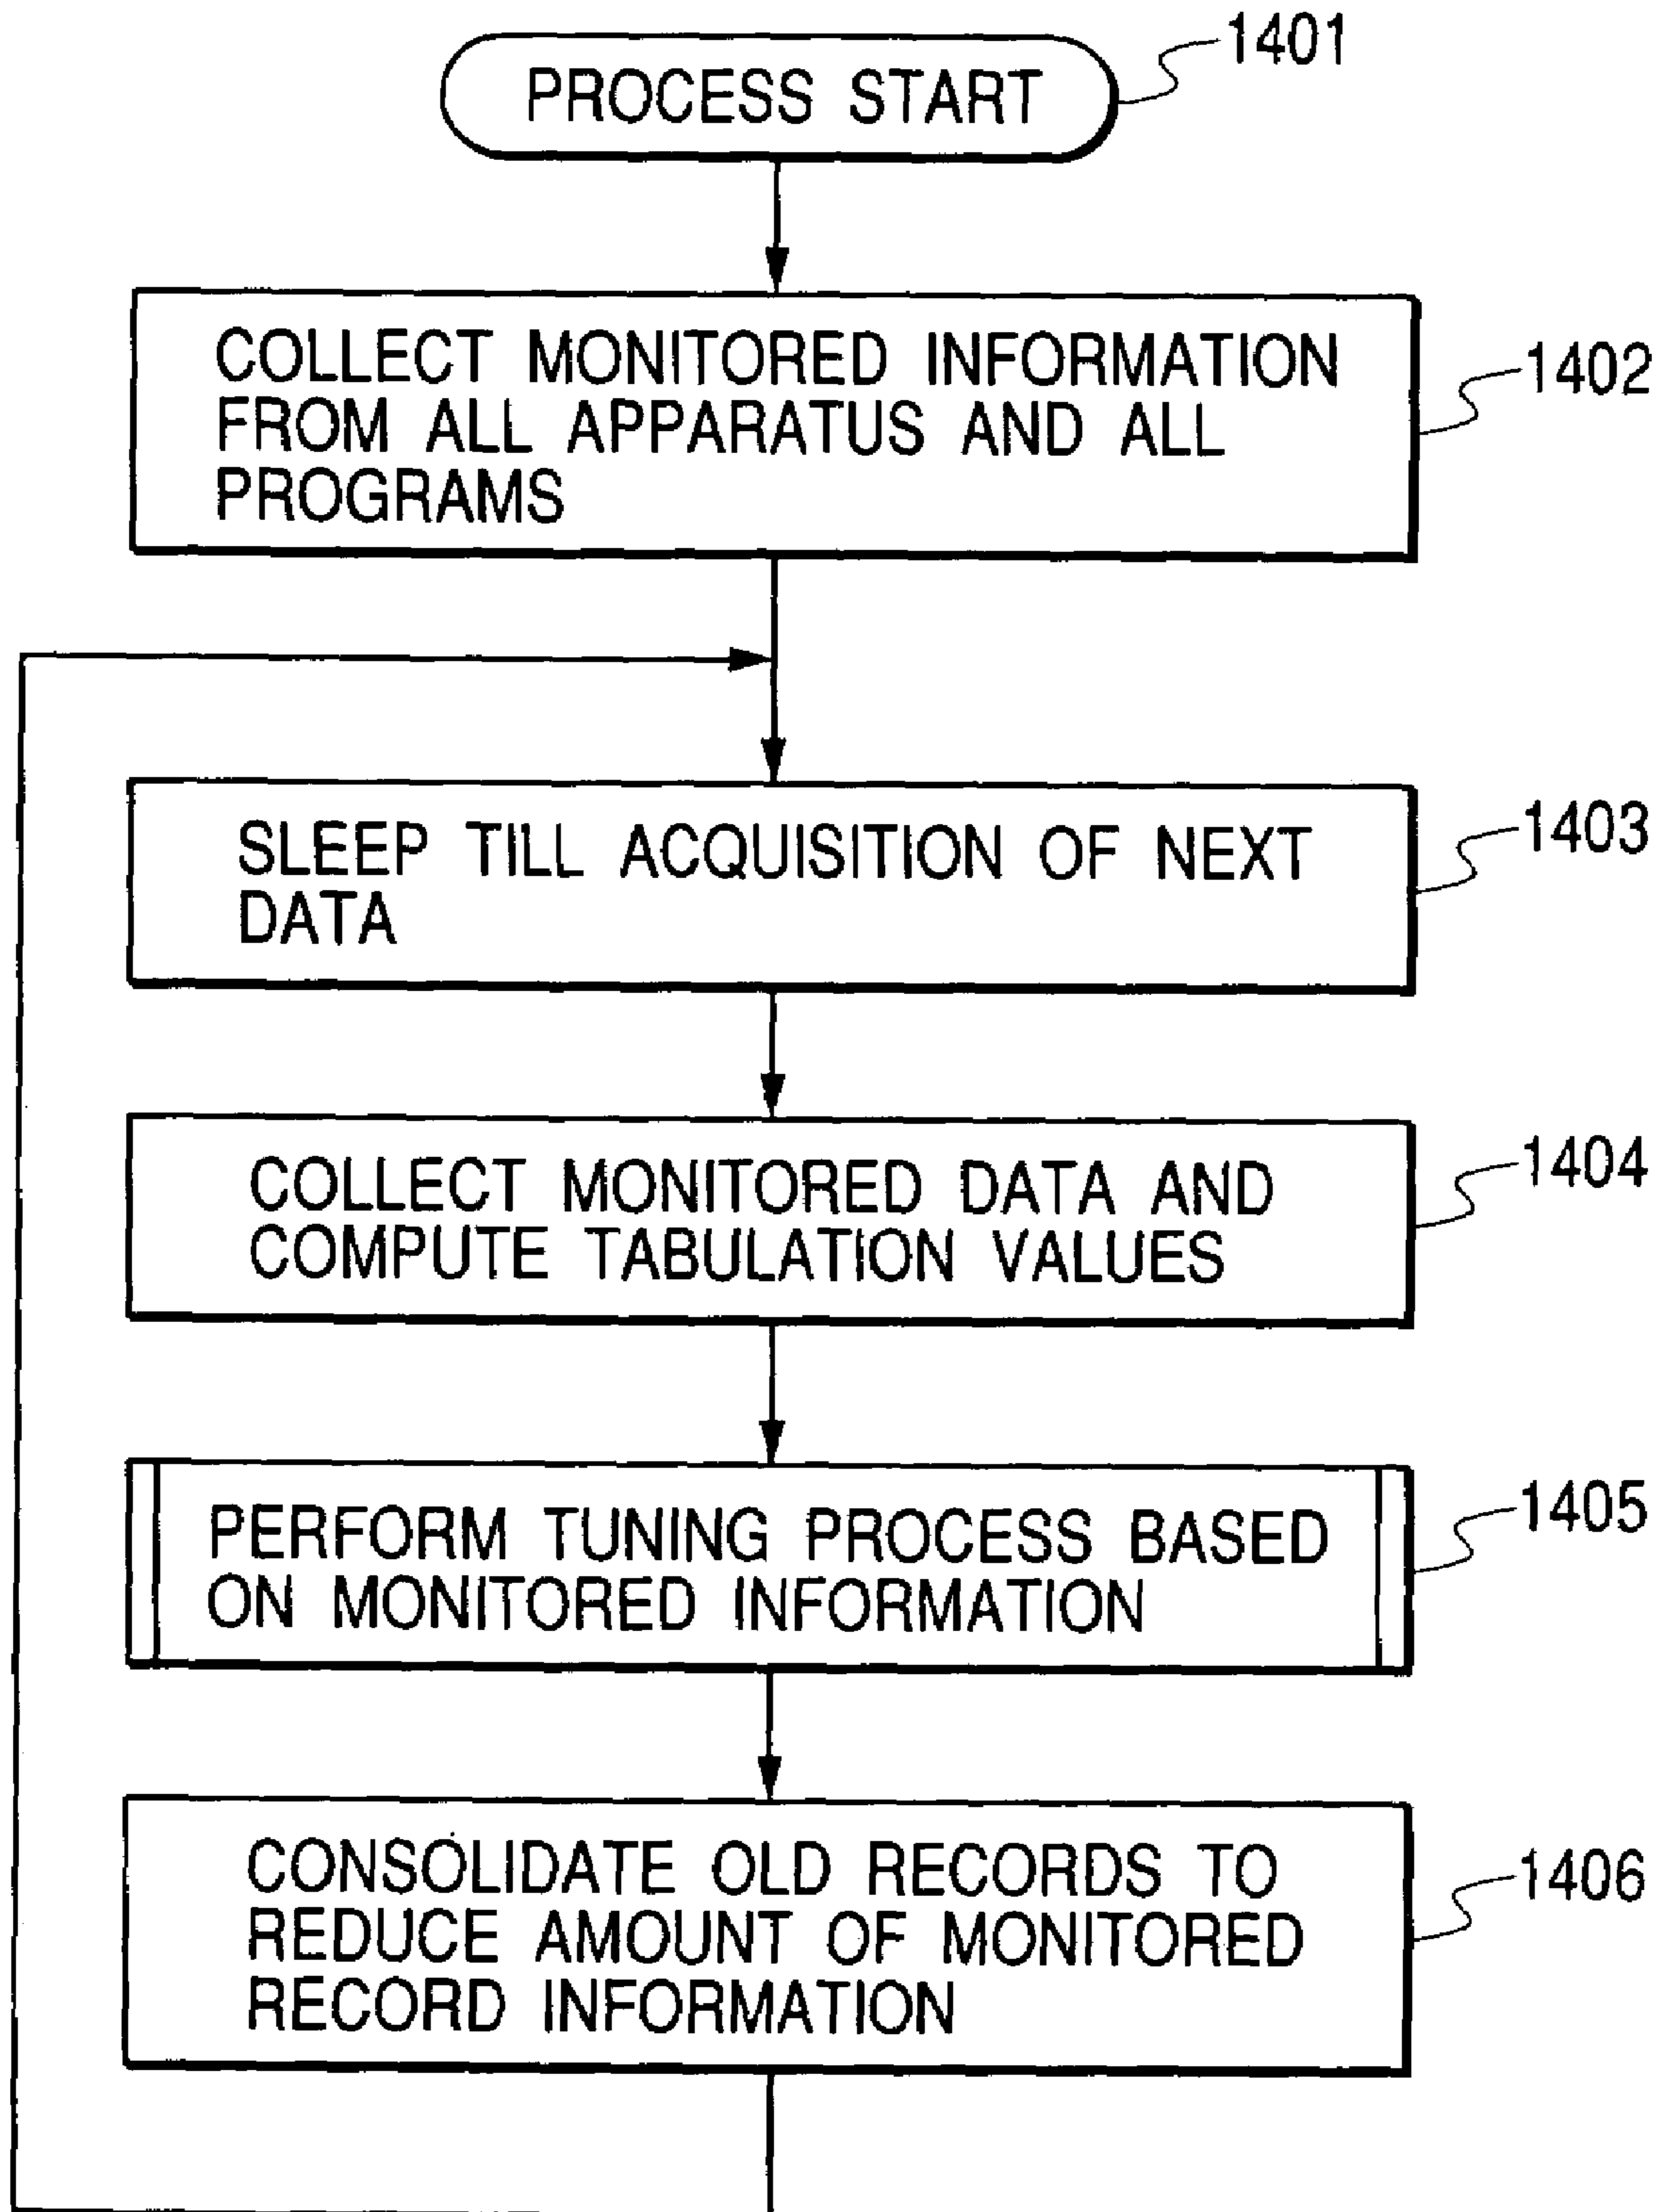 1401
PROCESS START
COLLECT MONITORED INFORMATION
FROM ALL APPARATUS AND ALL
PROGRAMS
1402
SLEEP TILL ACQUISITION OF NEXT
DATA
1403
COLLECT MONITORED DATA AND
COMPUTE TABULATION VALUES
1404
PERFORM TUNING PROCESS BASED
ON MONITORED INFORMATION
1405
CONSOLIDATE OLD RECORDS TO
REDUCE AMOUNT OF MONITORED
RECORD INFORMATION
1406